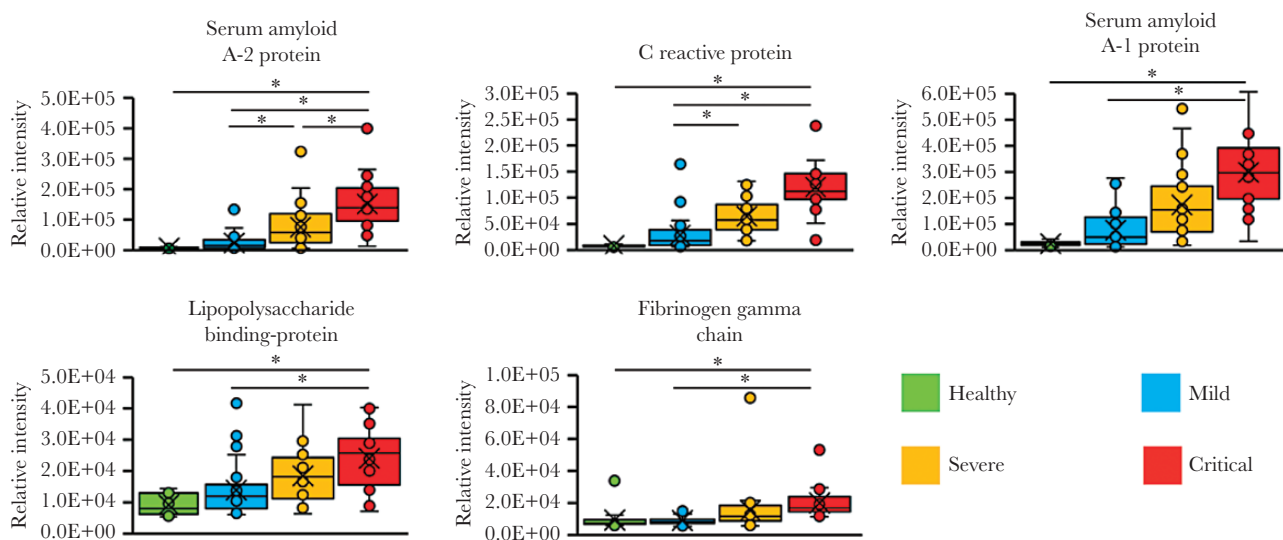 Serum amyloid
A-2 protein
*
*
*
*
Relative intensity
5.0E+05
4.0E+05
3.0E+05
2.0E+05
1.0E+05
0.0E+00
C reactive protein
*
*
*
Relative intensity
3.0E+05
2.5E+05
2.0E+05
1.5E+05
1.0E+05
5.0E+04
0.0E+00
Serum amyloid
A-1 protein
*
*
Relative intensity
6.0E+05
5.0E+05
4.0E+05
3.0E+05
2.0E+05
1.0E+05
0.0E+00
Lipopolysaccharide
binding-protein
*
*
Relative intensity
5.0E+04
4.0E+04
3.0E+04
2.0E+04
1.0E+04
0.0E+00
Fibrinogen gamma
chain
*
*
Relative intensity
1.0E+05
8.0E+04
6.0E+04
4.0E+04
2.0E+04
0.0E+00
Healthy
Mild
Severe
Critical